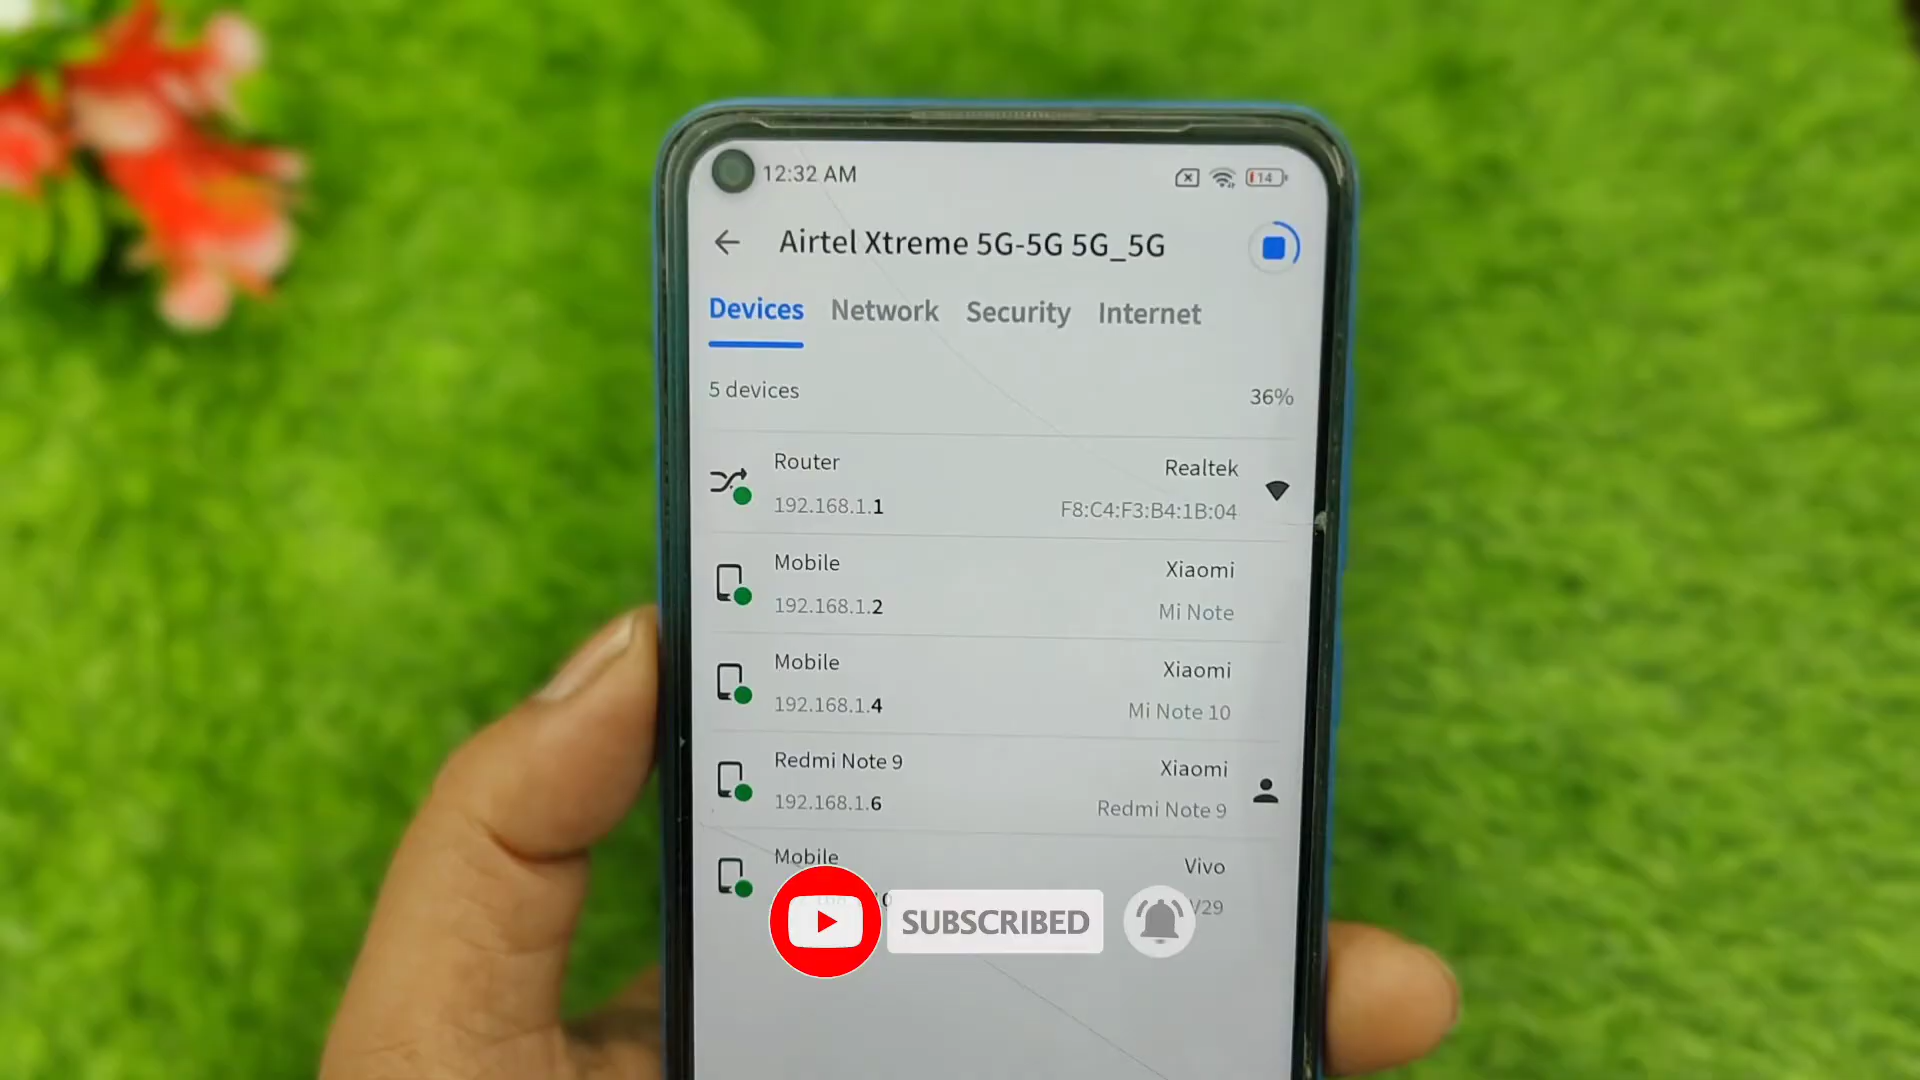 12:32 AM
14
Airtel Xtreme 5G-5G 5G_5G
Devices Network Security Internet
5 devices 36%
Router Realtek
192.168.1.1 F8:C4:F3:B4:1B:04
Mobile Xiaomi
192.168.1.2 Mi Note
Mobile Xiaomi
192.168.1.4 Mi Note 10
Redmi Note 9 Xiaomi
192.168.1.6 Redmi Note 9
Mobile Vivo
SUBSCRIBED